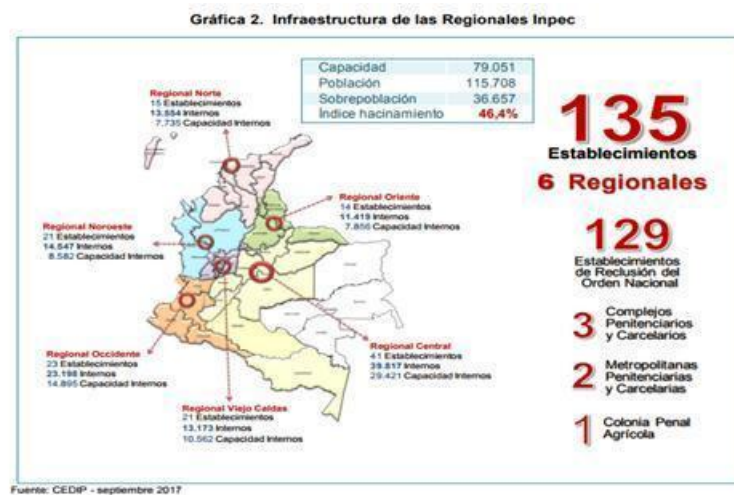 Gráfica 2. Infraestructura de las Regionales Inpec
Capacidad 79.051
Población 115.708
Sobrepoblación 36.657
Índice hacinamiento 46,4%
Regional Norte
15 Establecimientos
13.554 Internos
7.735 Capacidad Internos
Regional Oriente
14 Establecimientos
11.419 Internos
7.856 Capacidad Internos
Regional Noroeste
21 Establecimientos
14.547 Internos
8.582 Capacidad Internos
Regional Central
41 Establecimientos
39.817 Internos
29.421 Capacidad Internos
Regional Occidente
23 Establecimientos
23.198 Internos
14.895 Capacidad Internos
Regional Viejo Caldas
21 Establecimientos
13.173 Internos
10.562 Capacidad Internos
135
Establecimientos
6 Regionales
129
Establecimientos
de Reclusión del
Orden Nacional
3 Complejos
Penitenciarios
y Carcelarios
2 Metropolitanas
Penitenciarias
y Carcelarias
1 Colonia Penal
Agrícola
Fuente: CEDIP - septiembre 2017